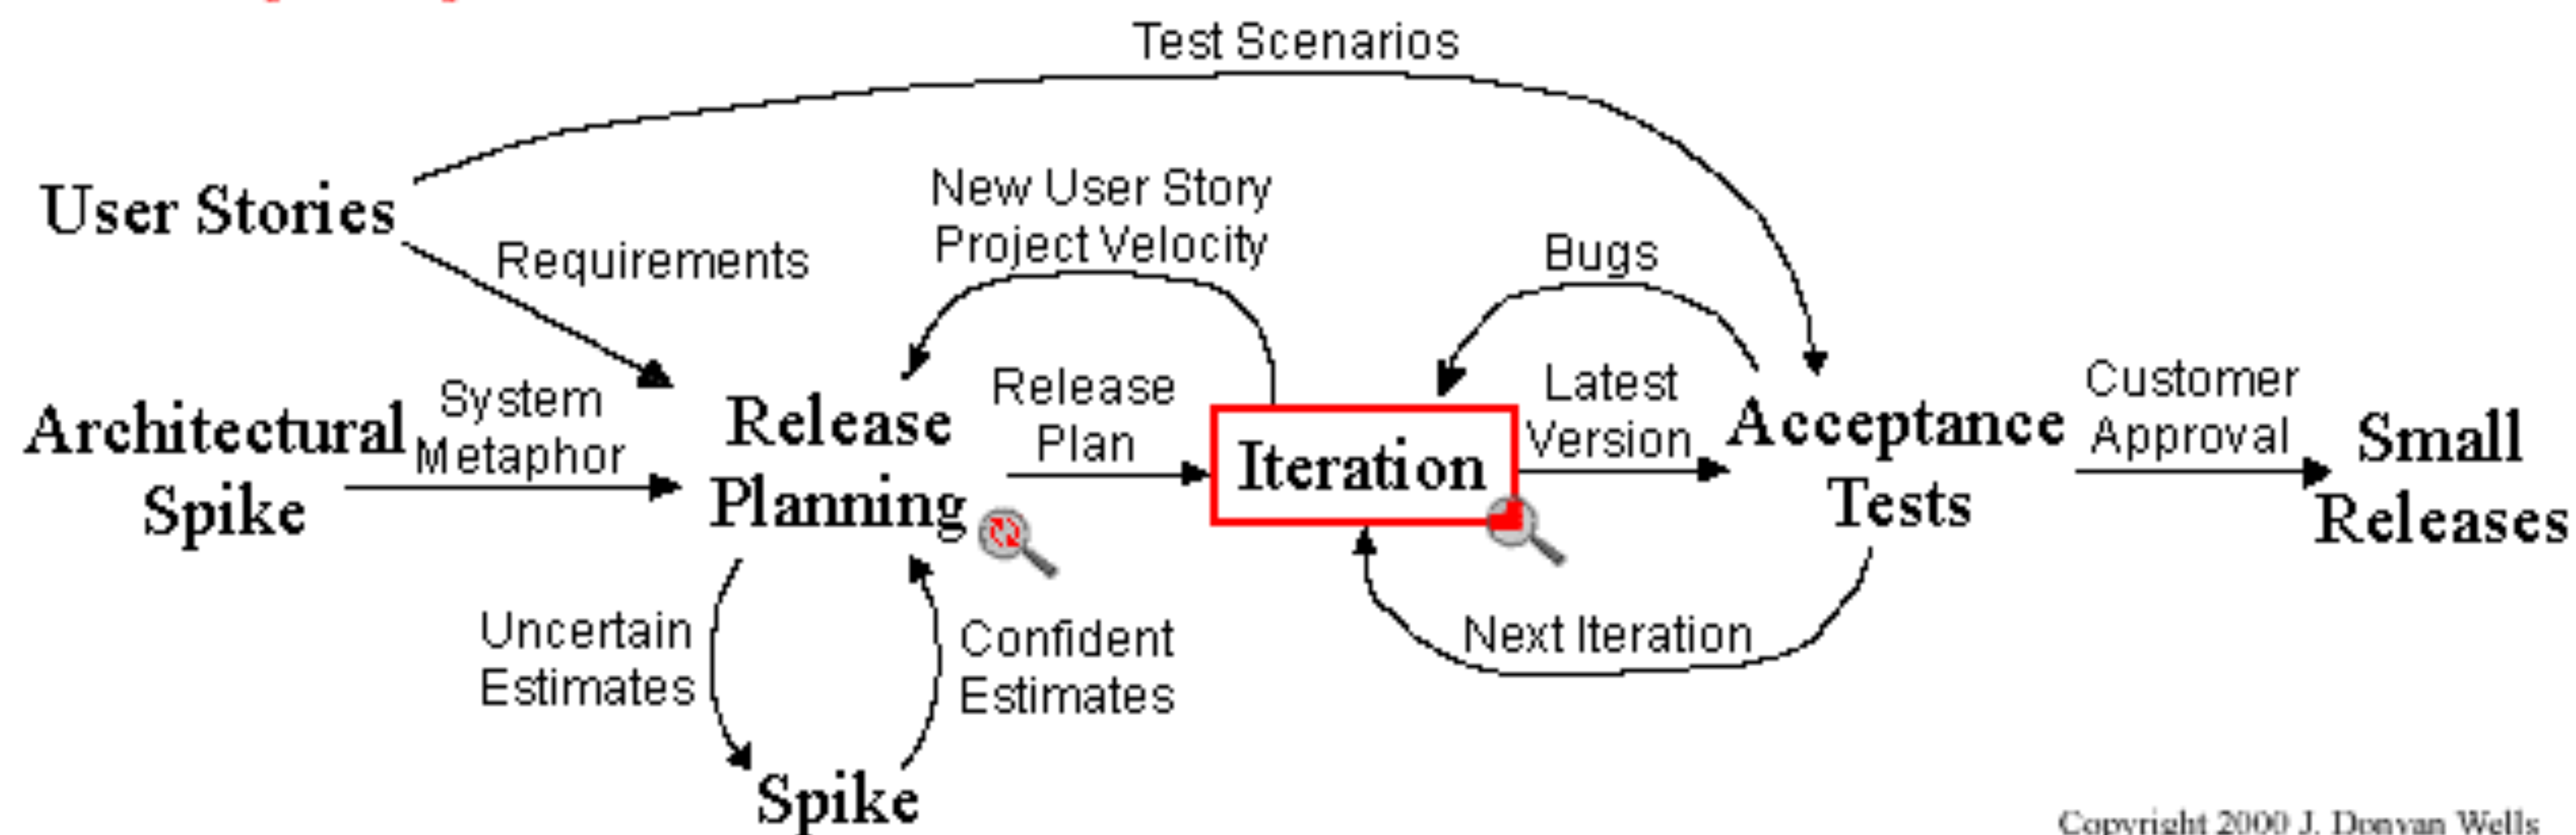 Test Scenarios
User Stories
Requirements
New User Story
Project Velocity
Bugs
Architectural
Spike
System
Metaphor
Release
Planning
Release
Plan
Iteration
Latest
Version
Acceptance
Tests
Customer
Approval
Small
Releases
Uncertain
Estimates
Confident
Estimates
Next Iteration
Spike
Copyright 2000 J. Donvan Wells